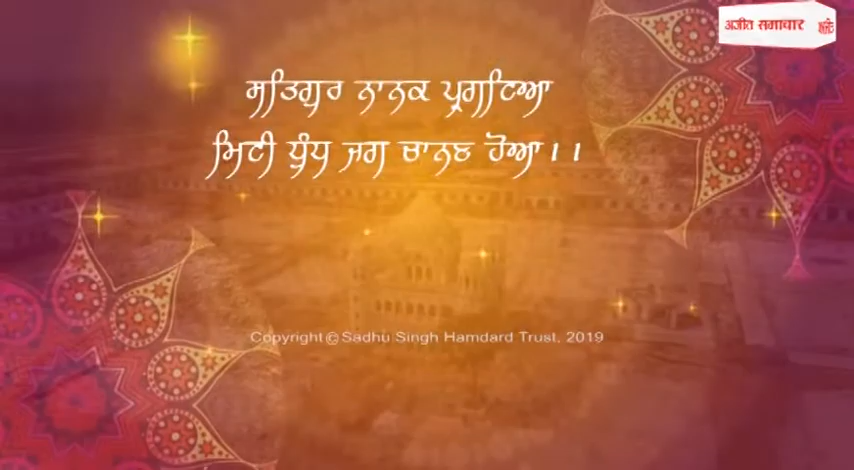 अजीत समाचार
ਸਤਿਗੁਰ ਨਾਨਕ ਪ੍ਰਗਟਿਆ
ਮਿਟੀ ਧੁੰਧ ਜਗ ਚਾਨਣ ਹੋਆ।।
Copyright©Sadhu Singh Hamdard Trust, 2019